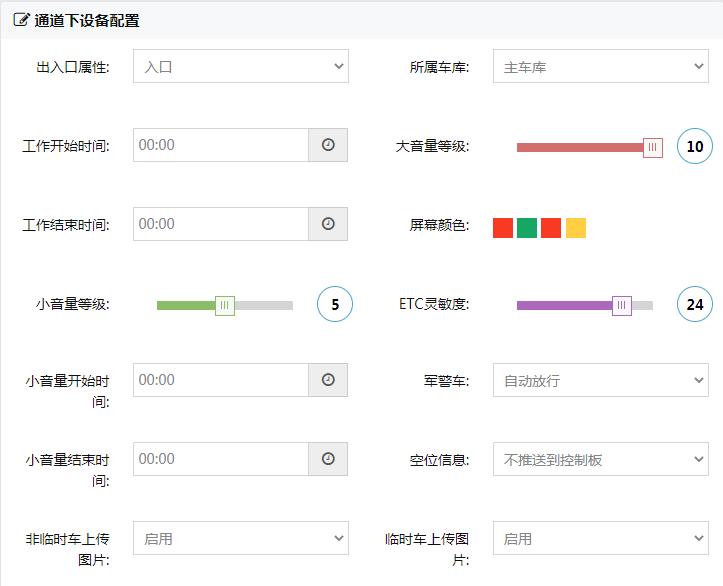 通道下设备配置
出入口属性: 入口 所属车库: 主车库
工作开始时间: 00:00 大音量等级: 10
工作结束时间: 00:00 屏幕颜色:
小音量等级: 5 ETC灵敏度: 24
小音量开始时
间: 00:00 军警车: 自动放行
小音量结束时
间: 00:00 空位信息: 不推送到控制板
非临时车上传
图片: 启用 临时车上传图
片: 启用